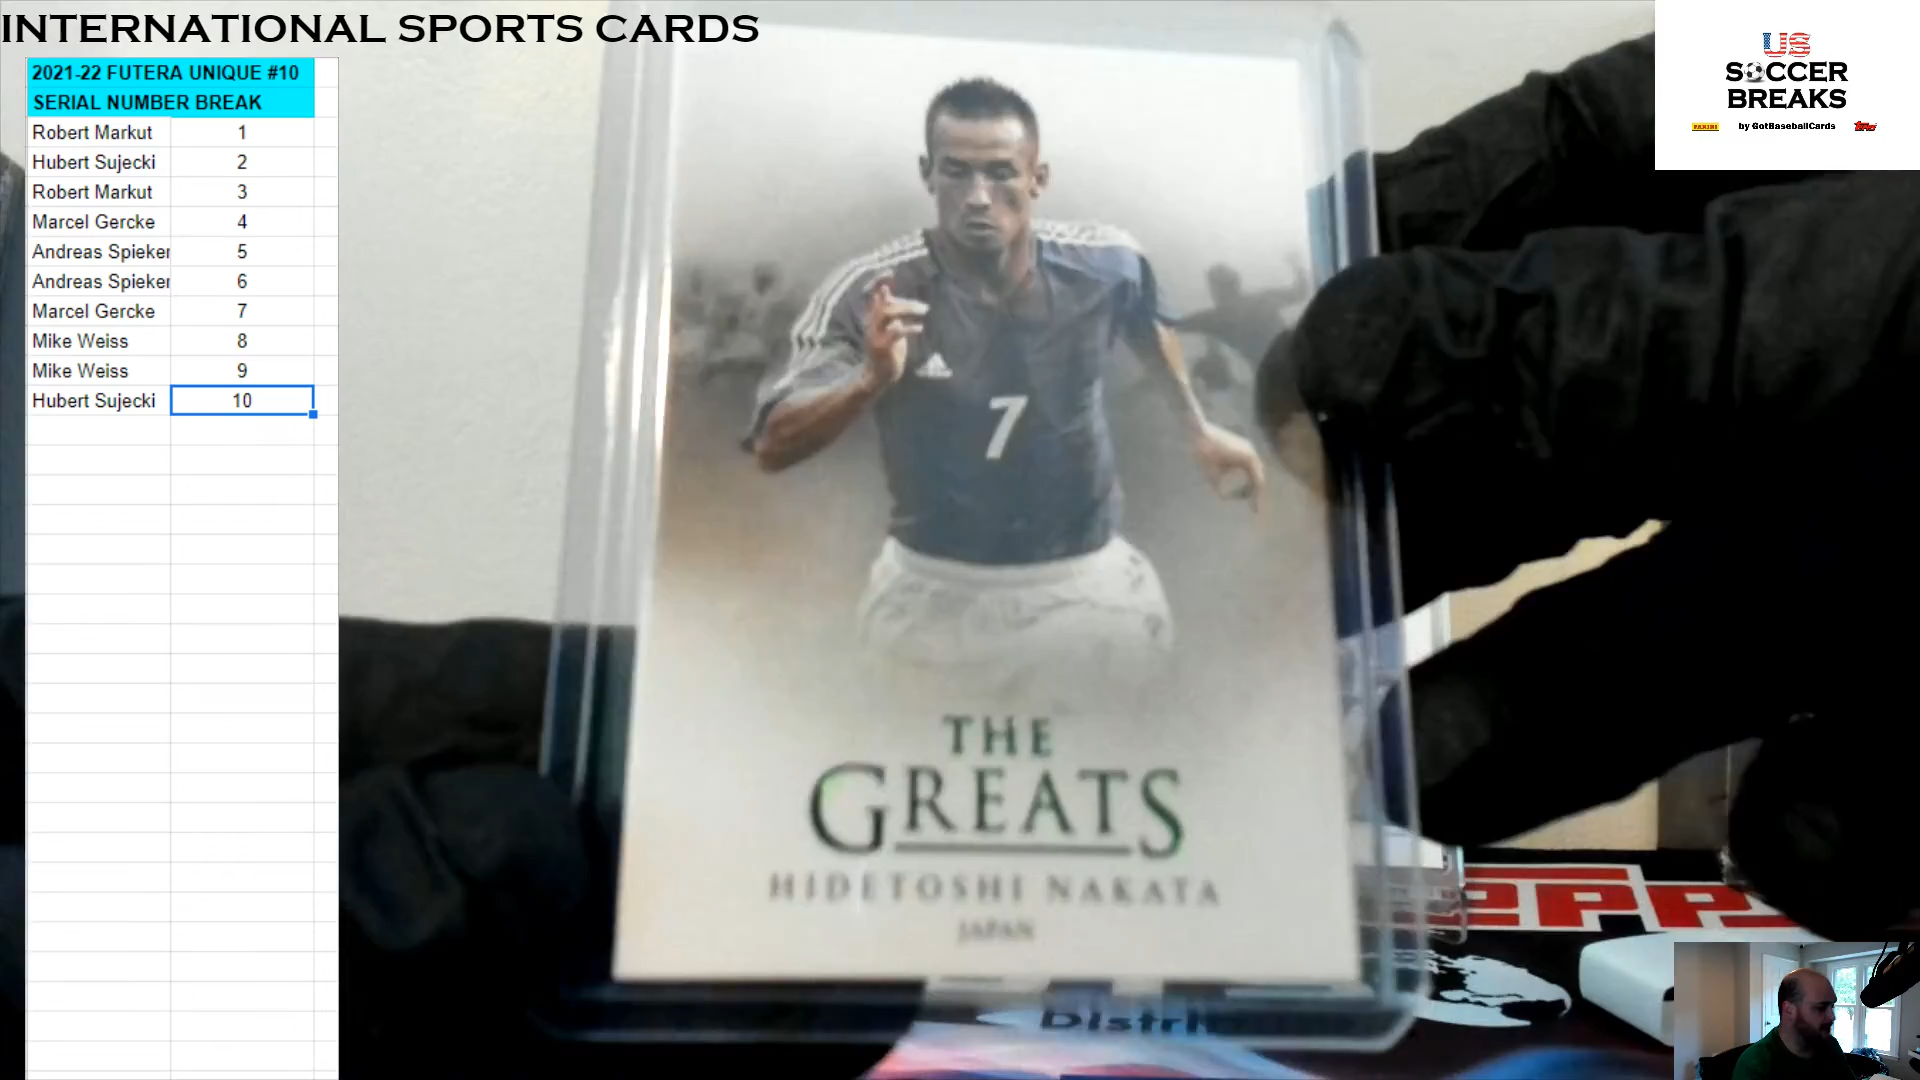 INTERNATIONAL SPORTS CARDS
2021-22 FUTERA UNIQUE #10
SERIAL NUMBER BREAK
Robert Markut 1
Hubert Sujecki 2
Robert Markut 3
Marcel Gercke 4
Andreas Spieker 5
Andreas Spieker 6
Marcel Gercke 7
Mike Weiss 8
Mike Weiss 9
Hubert Sujecki 10
US
SOCCER
BREAKS
PANINI by GotBaseballCards Topps
7
THE
GREATS
HIDETOSHI NAKATA
JAPAN